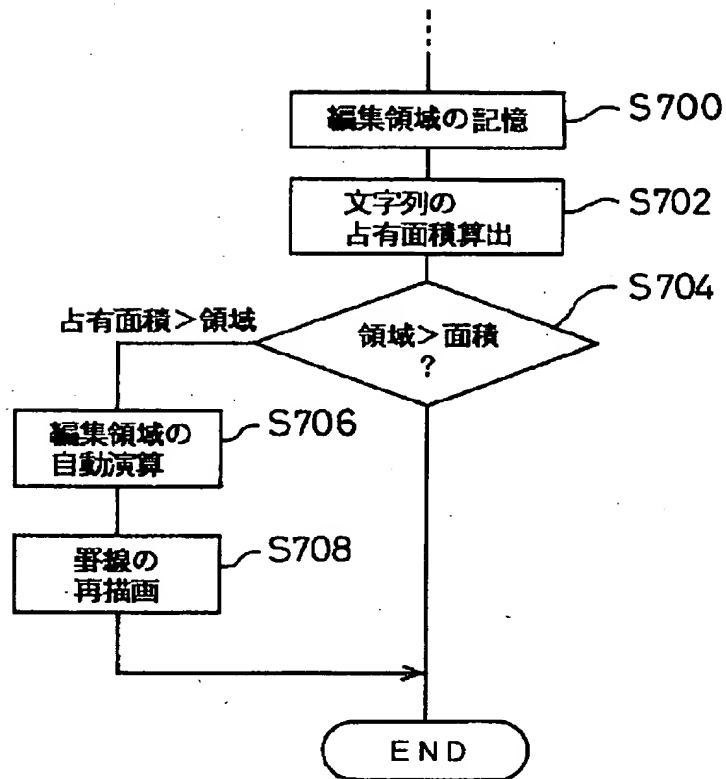 編集領域の記憶
S700
文字列の
占有面積算出
S702
S704
占有面積>領域
領域>面積
?
編集領域の
自動演算
S706
罫線の
再描画
S708
END